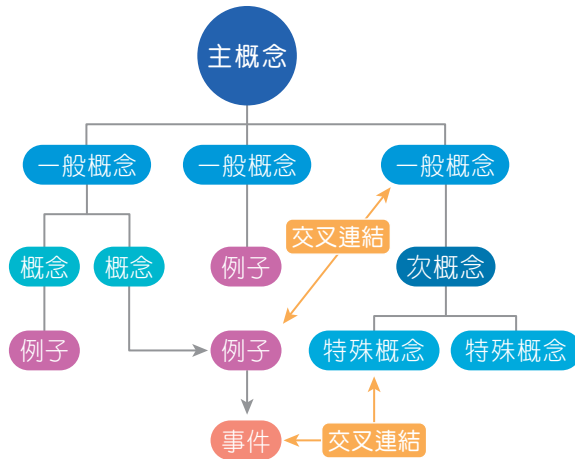 主概念
一般概念
一般概念
一般概念
交叉連結
概念
概念
例子
次概念
例子
例子
特殊概念
特殊概念
事件
交叉連結